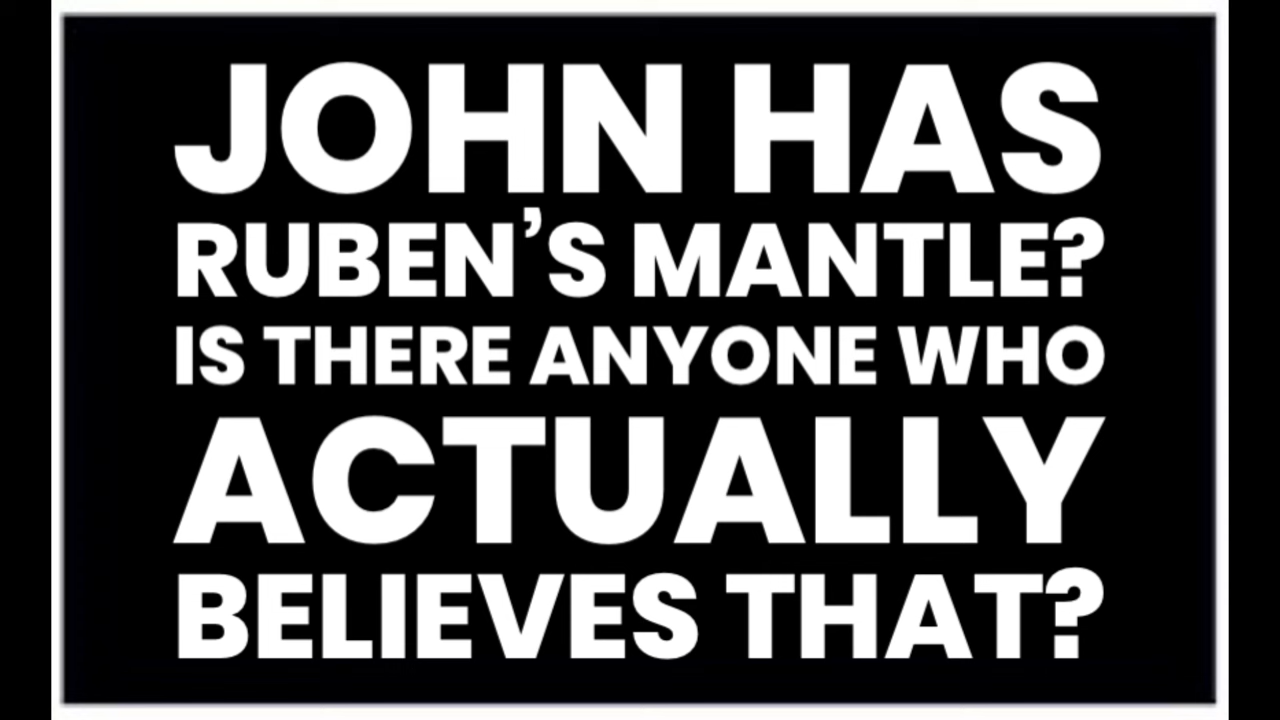 JOHN HAS
RUBEN’S MANTLE?
IS THERE ANYONE WHO
ACTUALLY
BELIEVES THAT?